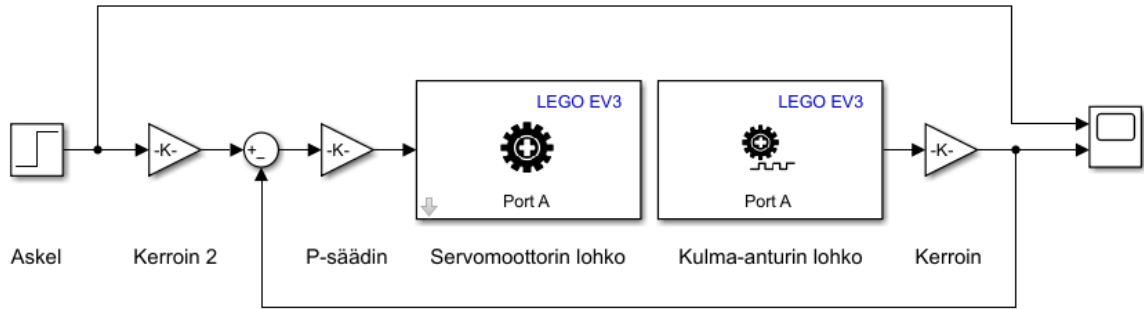 LEGO EV3
LEGO EV3
-K-
+
-
-K-
-K-
Port A
Port A
Askel
Kerroin 2
P-säädin
Servomoottorin lohko
Kulma-anturin lohko
Kerroin